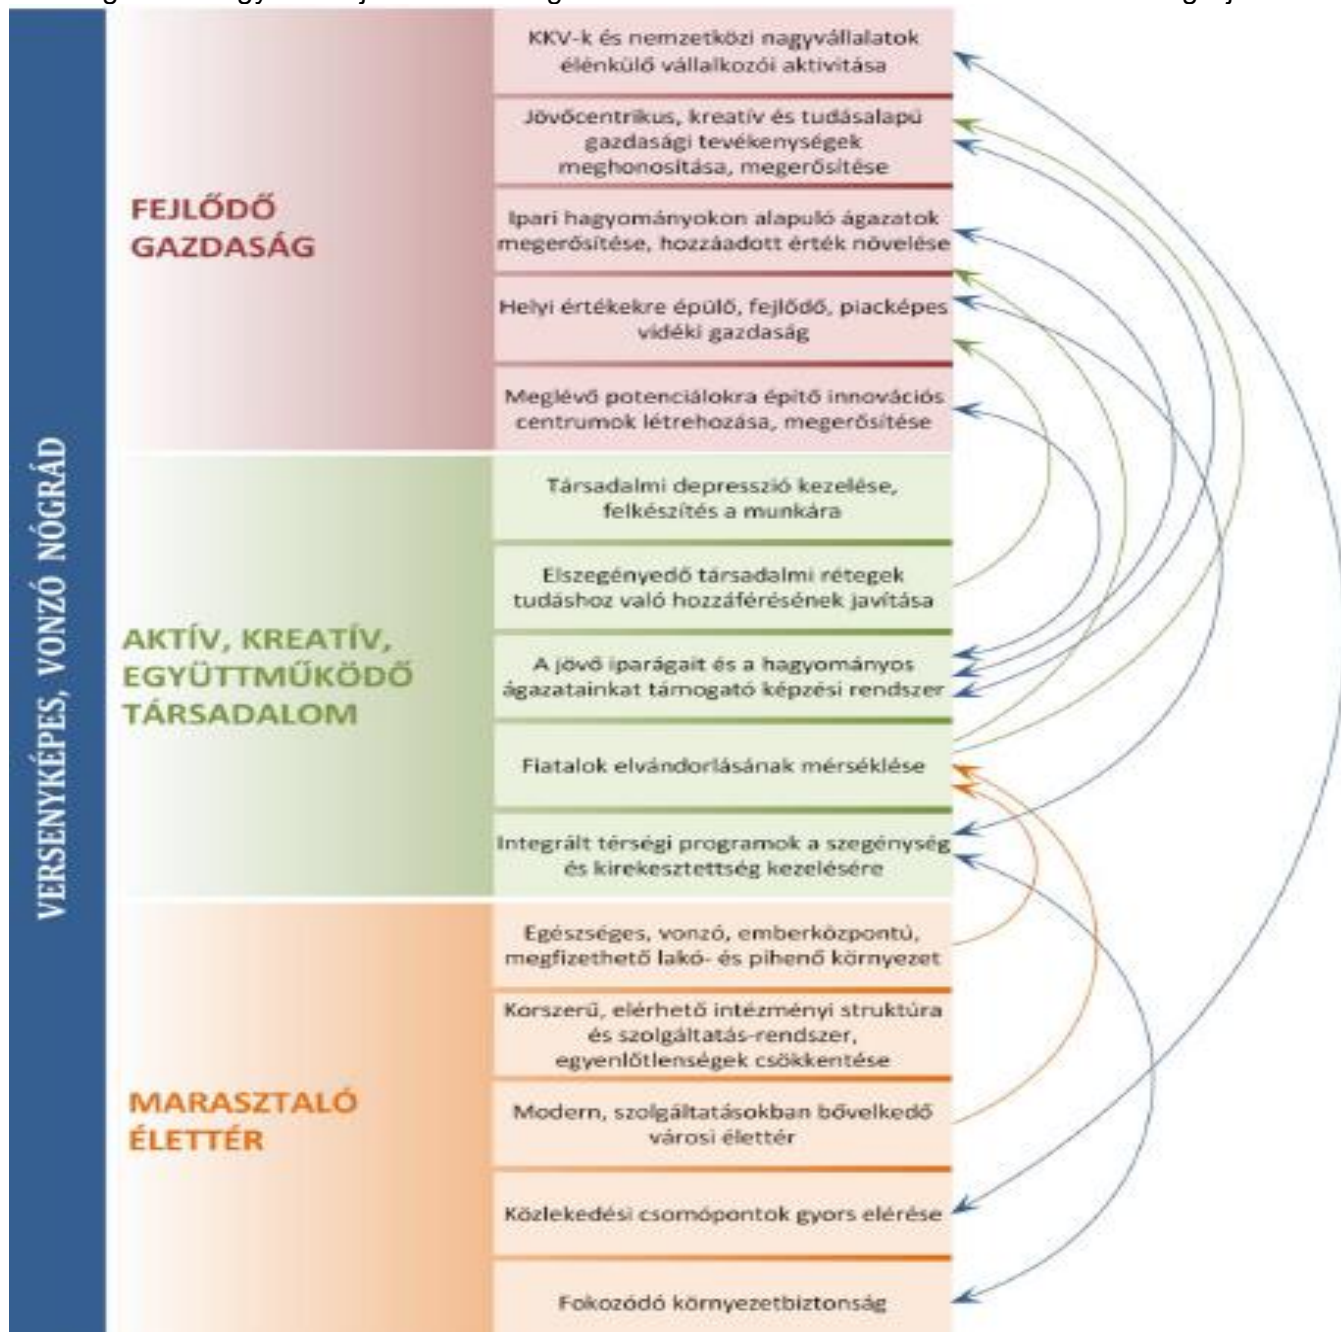 VERSENYKÉPES, VONZÓ NÓGRÁD
FEJLŐDŐ
GAZDASÁG
KKV-k és nemzetközi nagyvállalatok
élénkülő vállalkozói aktivitása
Jövőcentrikus, kreatív és tudásalapú
gazdasági tevékenységek
meghonosítása, megerősítése
Ipari hagyományokon alapuló ágazatok
megerősítése, hozzáadott érték növelése
Helyi értékekre épülő, fejlődő, piacképes
vidéki gazdaság
Meglévő potenciálokra építő innovációs
centrumok létrehozása, megerősítése
AKTÍV, KREATÍV,
EGYÜTTMŰKÖDŐ
TÁRSADALOM
Társadalmi depresszió kezelése,
felkészítés a munkára
Elszegényedő társadalmi rétegek
tudáshoz való hozzáférésének javítása
A jövő iparágait és a hagyományos
ágazatainkat támogató képzési rendszer
Fiatalok elvándorlásának mérséklése
Integrált térségi programok a szegénység
és kirekesztettség kezelésére
MARASZTALÓ
ÉLETTÉR
Egészséges, vonzó, emberközpontú,
megfizethető lakó- és pihenő környezet
Korszerű, elérhető intézményi struktúra
és szolgáltatás-rendszer,
egyenlőtlenségek csökkentése
Modern, szolgáltatásokban bővelkedő
városi élettér
Közlekedési csomópontok gyors elérése
Fokozódó környezetbiztonság